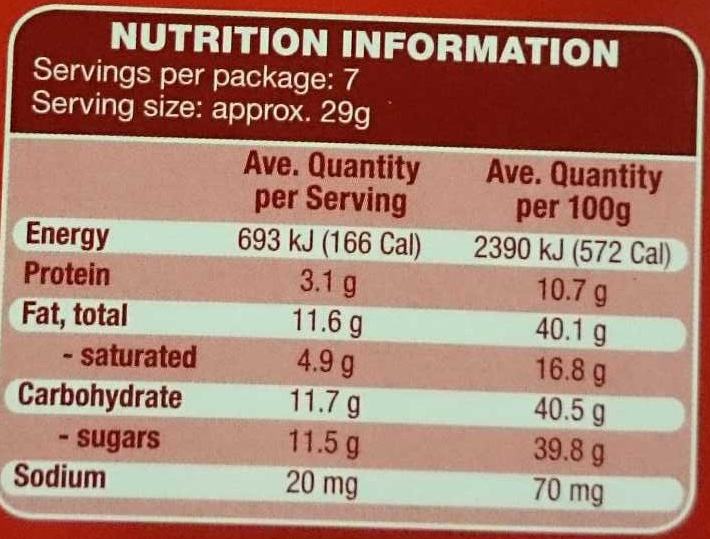 NUTRITION INFORMATION
Servings per package: 7
Serving size: approx. 29g
Ave. Quantity per Serving Ave. Quantity per 100g
Energy 693 kJ (166 Cal) 2390 kJ (572 Cal)
Protein 3.1 g 10.7 g
Fat, total 11.6 g 40.1 g
- saturated 4.9 g 16.8 g
Carbohydrate 11.7 g 40.5 g
- sugars 11.5 g 39.8 g
Sodium 20 mg 70 mg